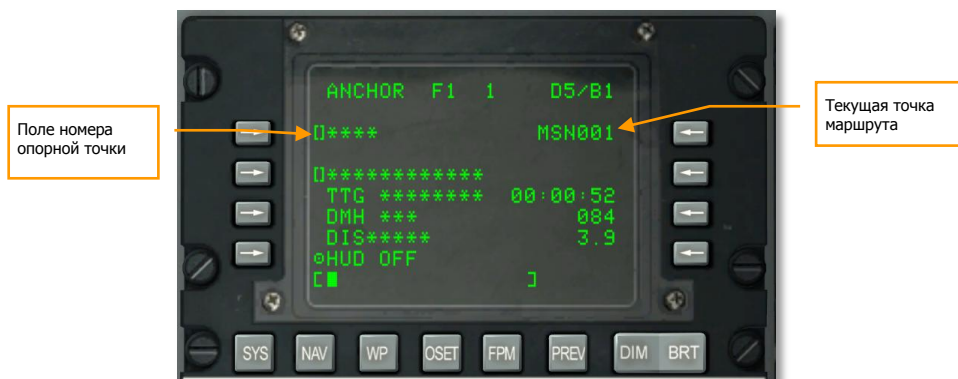 ANCHOR F1 1 D5/B1
Поле номера
опорной точки
[]**** MSN001
Текущая точка
маршрута
[]************
TTG ******** 00:00:52
DMH *** 084
DIS***** 3.9
⊙HUD OFF
[█ ]
SYS NAV WP OSET FPM PREV DIM BRT